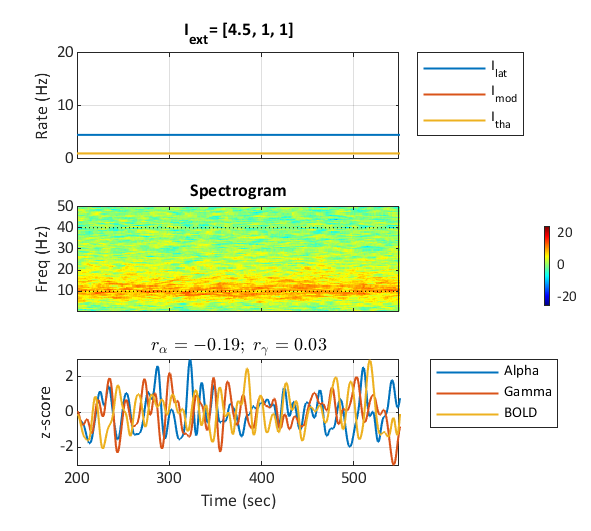 I_ext = [4.5, 1, 1]
20
10
0
Rate (Hz)
I_lat
I_mod
I_tha
Spectrogram
50
40
30
20
10
Freq (Hz)
20
0
-20
r_α = −0.19; r_γ = 0.03
2
0
-2
z-score
Alpha
Gamma
BOLD
200 300 400 500
Time (sec)